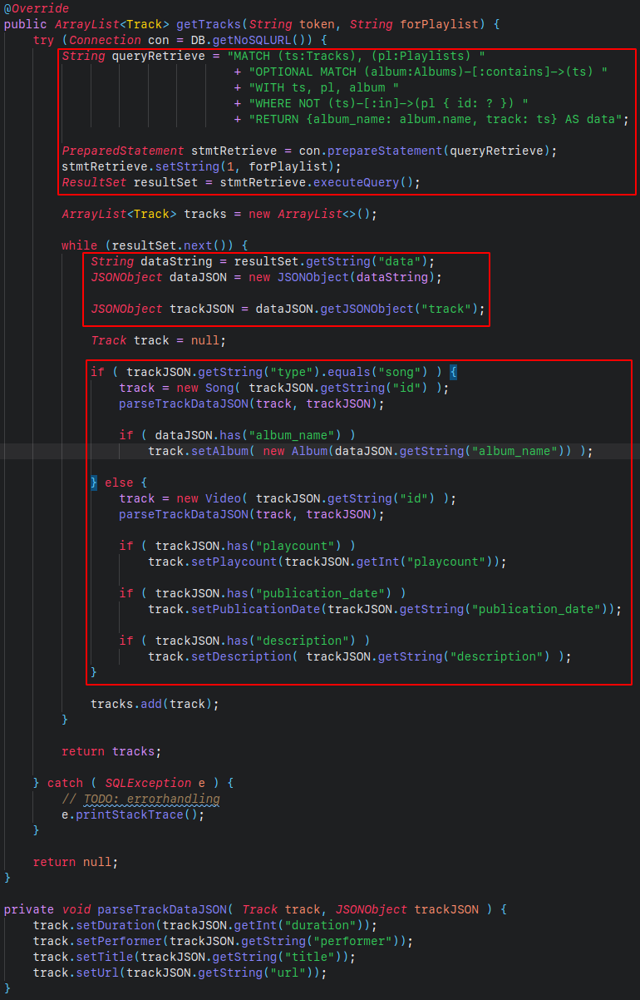 @Override
public ArrayList<Track> getTracks(String token, String forPlaylist) {
    try (Connection con = DB.getNoSQLURL()) {
        String queryRetrieve = "MATCH (ts:Tracks), (pl:Playlists) "
                                + "OPTIONAL MATCH (album:Albums)-[:contains]->(ts) "
                                + "WITH ts, pl, album "
                                + "WHERE NOT (ts)-[:in]->(pl { id: ? }) "
                                + "RETURN {album_name: album.name, track: ts} AS data";

        PreparedStatement stmtRetrieve = con.prepareStatement(queryRetrieve);
        stmtRetrieve.setString(1, forPlaylist);
        ResultSet resultSet = stmtRetrieve.executeQuery();

        ArrayList<Track> tracks = new ArrayList<>();

        while (resultSet.next()) {
            String dataString = resultSet.getString("data");
            JSONObject dataJSON = new JSONObject(dataString);

            JSONObject trackJSON = dataJSON.getJSONObject("track");

            Track track = null;

            if ( trackJSON.getString("type").equals("song") ) {
                track = new Song( trackJSON.getString("id") );
                parseTrackDataJSON(track, trackJSON);

                if ( dataJSON.has("album_name") )
                    track.setAlbum( new Album(dataJSON.getString("album_name")) );

            } else {
                track = new Video( trackJSON.getString("id") );
                parseTrackDataJSON(track, trackJSON);

                if ( trackJSON.has("playcount") )
                    track.setPlaycount(trackJSON.getInt("playcount"));

                if ( trackJSON.has("publication_date") )
                    track.setPublicationDate(trackJSON.getString("publication_date"));

                if ( trackJSON.has("description") )
                    track.setDescription( trackJSON.getString("description") );
            }

            tracks.add(track);
        }

        return tracks;

    } catch ( SQLException e ) {
        // TODO: errorhandling
        e.printStackTrace();
    }

    return null;
}

private void parseTrackDataJSON( Track track, JSONObject trackJSON ) {
    track.setDuration(trackJSON.getInt("duration"));
    track.setPerformer(trackJSON.getString("performer"));
    track.setTitle(trackJSON.getString("title"));
    track.setUrl(trackJSON.getString("url"));
}